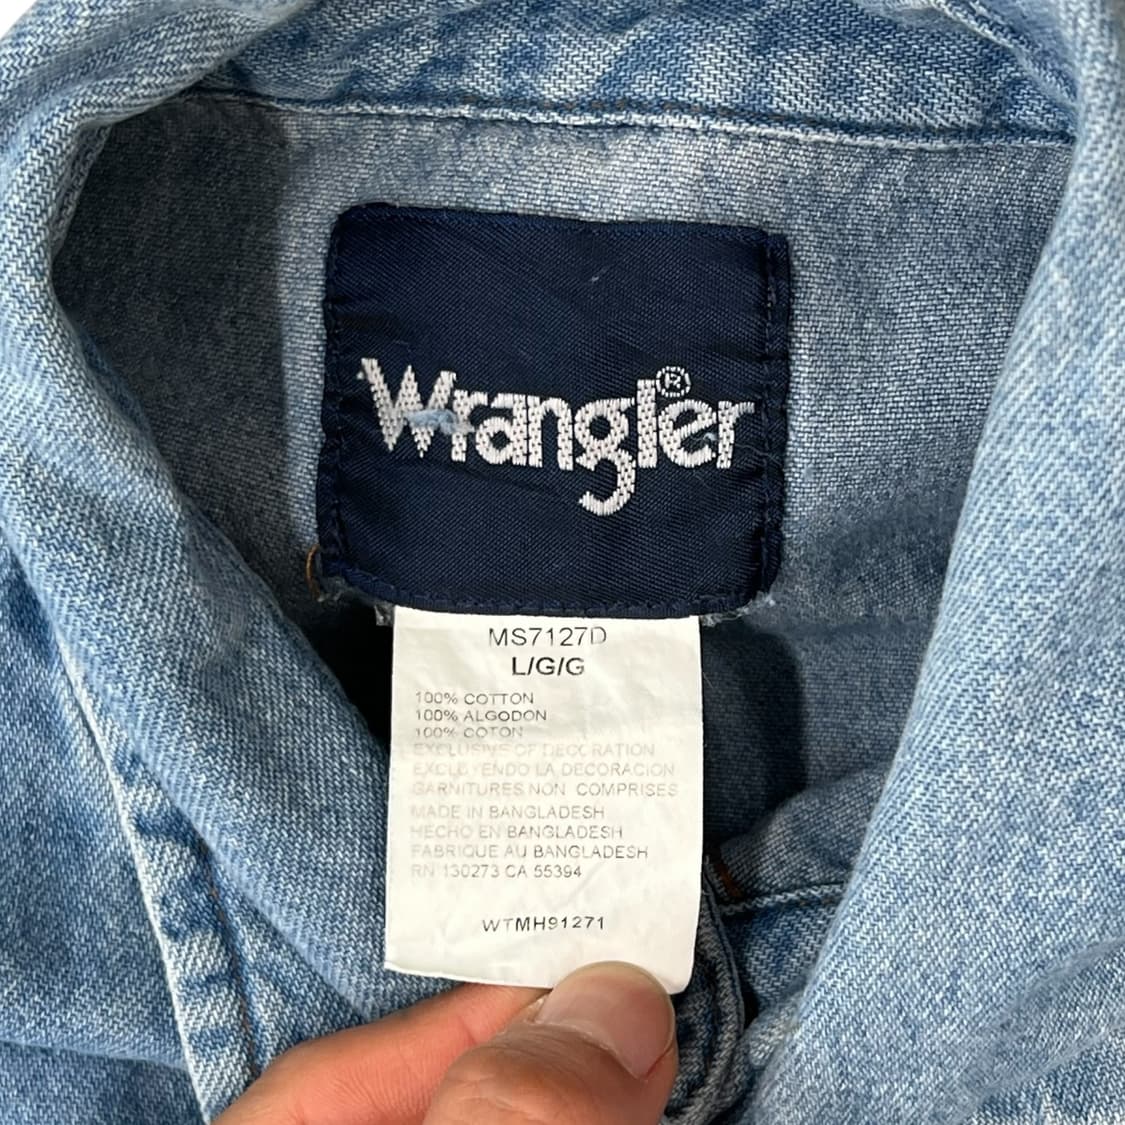 Wrangler®
MS7127D
L/G/G
100% COTTON
100% ALGODON
100% COTON
EXCLUSIVE OF DECORATION
EXCLUYENDO LA DECORACION
GARNITURES NON COMPRISES
MADE IN BANGLADESH
HECHO EN BANGLADESH
FABRIQUE AU BANGLADESH
RN 130273 CA 55394
WTMH91271